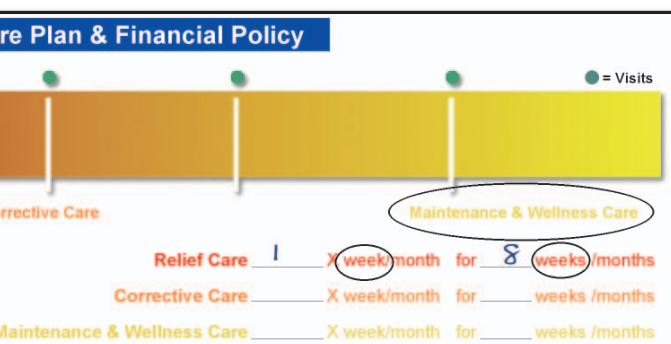 re Plan & Financial Policy
= Visits
rrective Care
Maintenance & Wellness Care
Relief Care 1 X week/month for 8 weeks /months
Corrective Care X week/month for weeks /months
Maintenance & Wellness Care X week/month for weeks /months